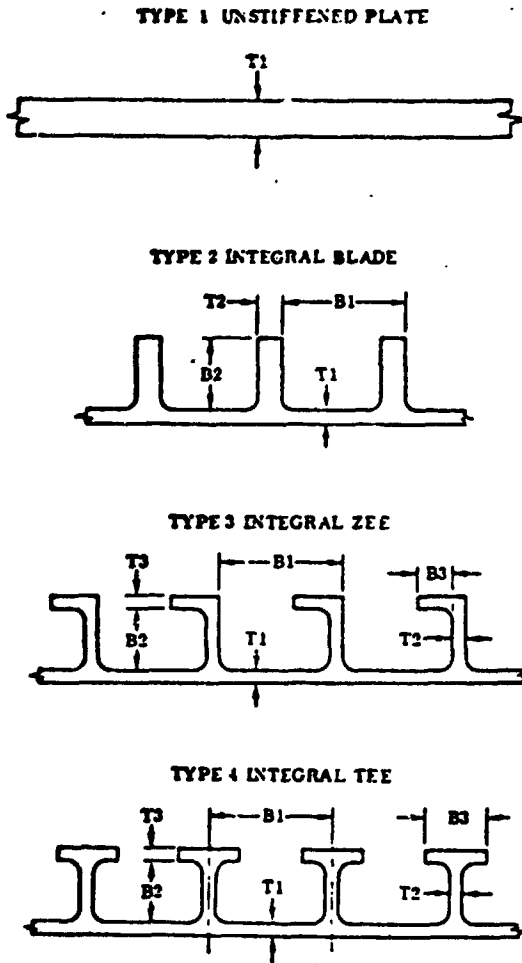 TYPE 1 UNSTIFFENED PLATE
T1
TYPE 2 INTEGRAL BLADE
T2 B1
B2 T1
TYPE 3 INTEGRAL ZEE
T3 B1 B3
B2 T1 T2
TYPE 4 INTEGRAL TEE
T3 B1 B3
B2 T1 T2